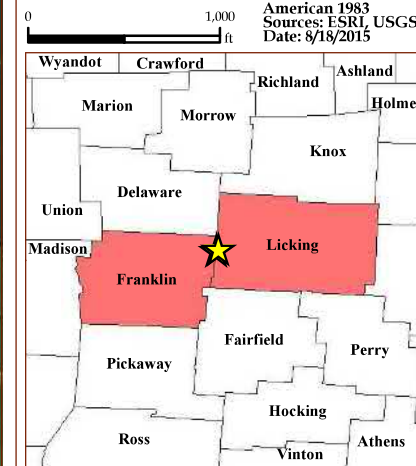 American 1983
0 1,000
Sources: ESRI, USGS
ft
Date: 8/18/2015
Wyandot
Crawford
Richland
Ashland
Marion
Morrow
Holme
Knox
Delaware
Union
Madison
Licking
Franklin
Fairfield
Perry
Pickaway
Hocking
Ross
Athens
Vinton